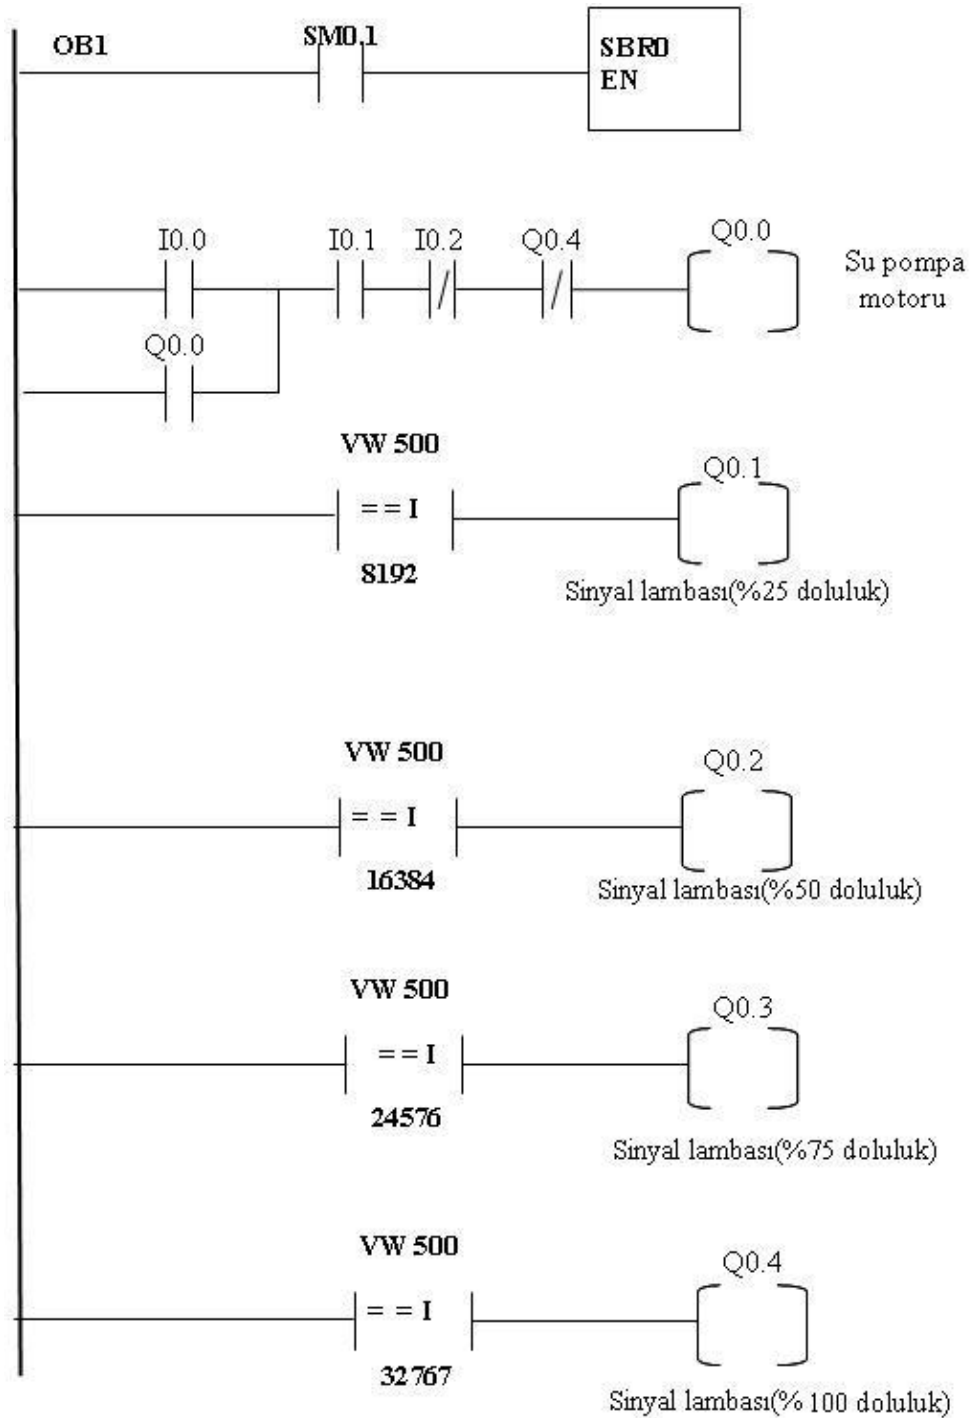 OB1
SM0.1
SBR0
EN
I0.0
I0.1
I0.2
Q0.4
Q0.0
Su pompa
motoru
Q0.0
VW 500
Q0.1
= = I
8192
Sinyal lambası(%25 doluluk)
VW 500
Q0.2
= = I
16384
Sinyal lambası(%50 doluluk)
VW 500
Q0.3
= = I
24576
Sinyal lambası(%75 doluluk)
VW 500
Q0.4
= = I
32767
Sinyal lambası(% 100 doluluk)